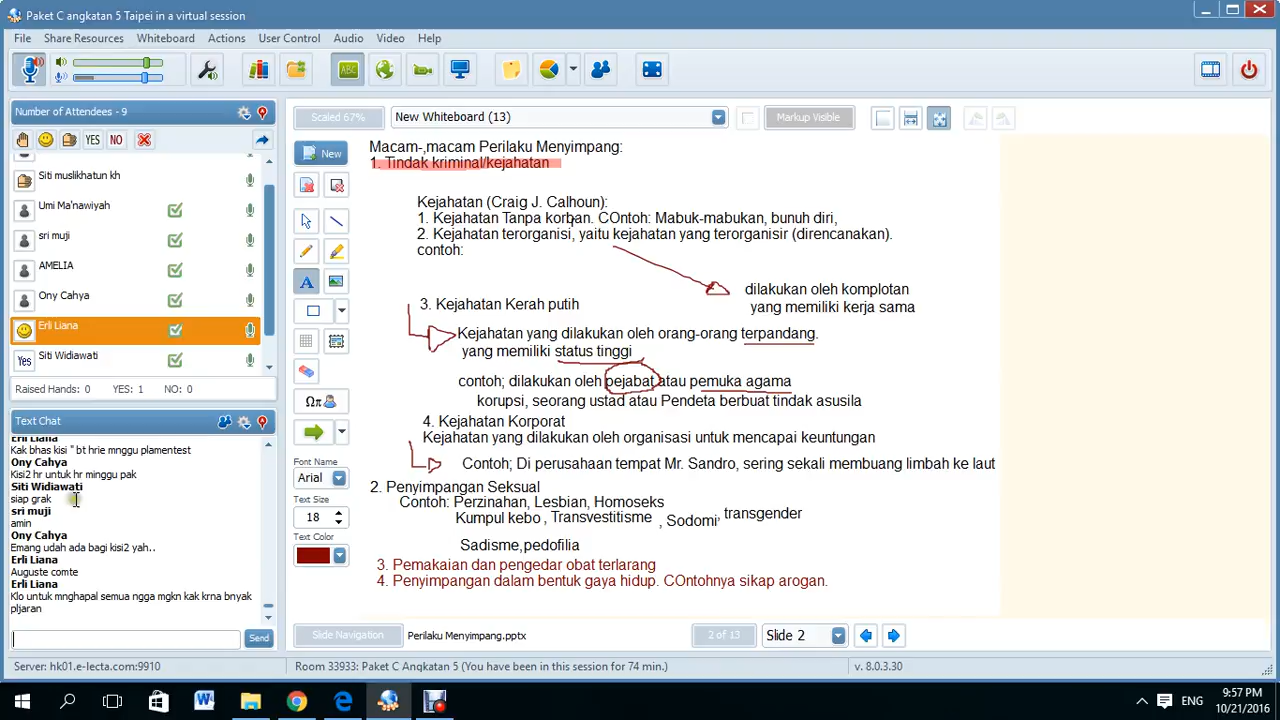 Paket C angkatan 5 Taipei in a virtual session
File Share Resources Whiteboard Actions User Control Audio Video Help
Number of Attendees - 9
YES NO
Siti muslikhatun kh
Umi Ma'nawiyah
sri muji
AMELIA
Ony Cahya
Erli Liana
Yes Siti Widiawati
Raised Hands: 0 YES: 1 NO: 0
Text Chat
Erli Liana
Kak bhas kisi " bt hrie mnggu plamentest
Ony Cahya
Kisi2 hr untuk hr minggu pak
Siti Widiawati
siap grak
sri muji
amin
Ony Cahya
Emang udah ada bagi kisi2 yah..
Erli Liana
Auguste comte
Erli Liana
Klo untuk mnghapal semua ngga mgkn kak krna bnyak
pljaran
Send
ABC
Scaled 67% New Whiteboard (13) Markup Visible
New
A
Ωπ
Font Name
Arial
Text Size
18
Text Color
Macam-,macam Perilaku Menyimpang:
1. Tindak kriminal/kejahatan
Kejahatan (Craig J. Calhoun):
1. Kejahatan Tanpa korban. COntoh: Mabuk-mabukan, bunuh diri,
2. Kejahatan terorganisi, yaitu kejahatan yang terorganisir (direncanakan).
contoh:
dilakukan oleh komplotan
yang memiliki kerja sama
3. Kejahatan Kerah putih
Kejahatan yang dilakukan oleh orang-orang terpandang.
yang memiliki status tinggi
contoh; dilakukan oleh pejabat atau pemuka agama
korupsi, seorang ustad atau Pendeta berbuat tindak asusila
4. Kejahatan Korporat
Kejahatan yang dilakukan oleh organisasi untuk mencapai keuntungan
Contoh; Di perusahaan tempat Mr. Sandro, sering sekali membuang limbah ke laut
2. Penyimpangan Seksual
Contoh: Perzinahan, Lesbian, Homoseks
Kumpul kebo , Transvestitisme , Sodomi, transgender
Sadisme,pedofilia
3. Pemakaian dan pengedar obat terlarang
4. Penyimpangan dalam bentuk gaya hidup. COntohnya sikap arogan.
Slide Navigation Perilaku Menyimpang.pptx 2 of 13 Slide 2
Server: hk01.e-lecta.com:9910 Room 33933: Paket C Angkatan 5 (You have been in this session for 74 min.) v. 8.0.3.30
ENG
9:57 PM
10/21/2016